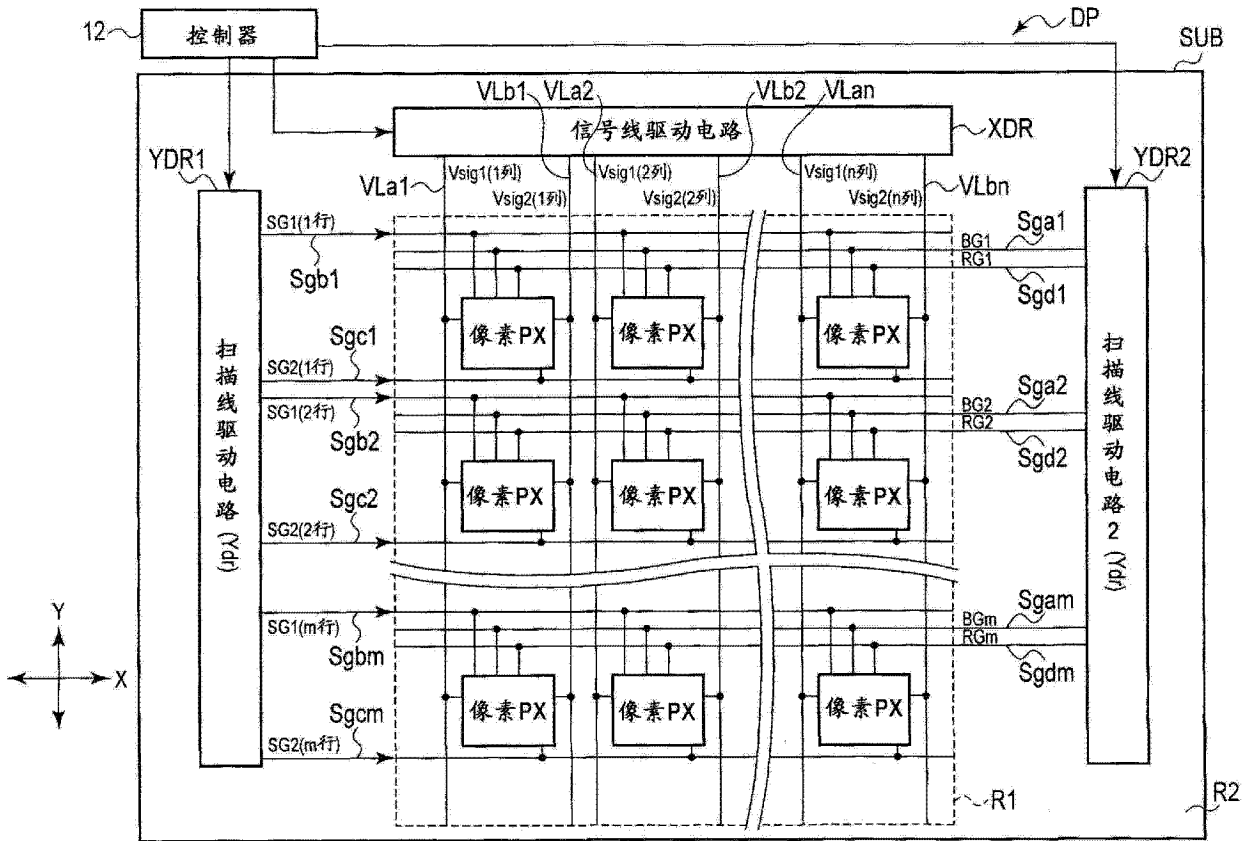 12
控制器
DP
SUB
VLb1
VLa2
VLb2
VLan
信号线驱动电路
XDR
YDR1
YDR2
VLa1
Vsig1(1列)
Vsig1(2列)
Vsig1(n列)
VLbn
Vsig2(1列)
Vsig2(2列)
Vsig2(n列)
SG1(1行)
Sgb1
BG1
Sga1
RG1
Sgd1
像素PX
像素PX
像素PX
Sgc1
SG2(1行)
SG1(2行)
Sgb2
BG2
Sga2
RG2
Sgd2
像素PX
像素PX
像素PX
Sgc2
SG2(2行)
扫描线驱动电路(Ydr)
扫描线驱动电路2(Ydr)
SG1(m行)
Sgbm
BGm
Sgam
RGm
Sgdm
像素PX
像素PX
像素PX
Sgcm
SG2(m行)
Y
X
R1
R2